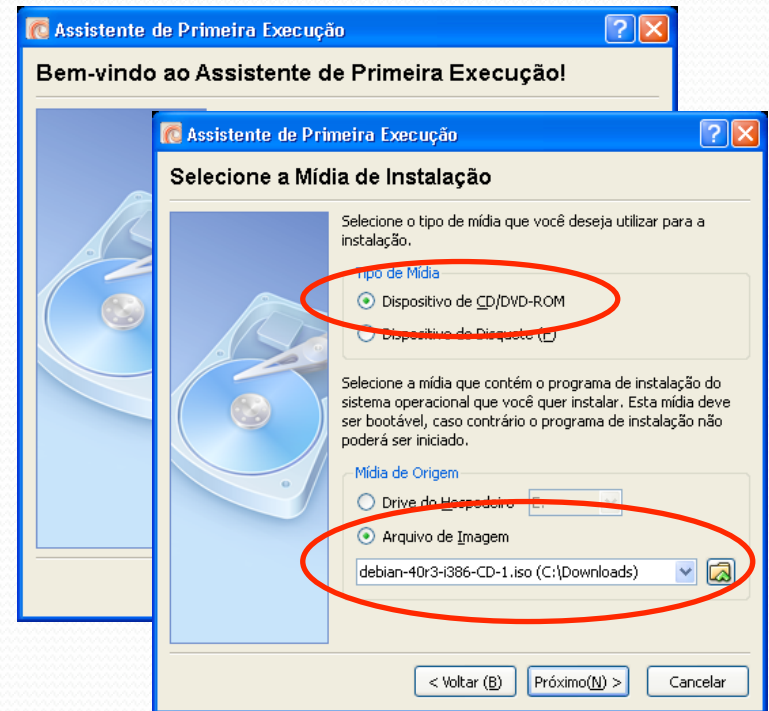 Assistente de Primeira Execução
Bem-vindo ao Assistente de Primeira Execução!
Assistente de Primeira Execução
Selecione a Mídia de Instalação
Selecione o tipo de mídia que você deseja utilizar para a
instalação.
Tipo de Mídia
Dispositivo de CD/DVD-ROM
Dispositivo de Disquete (F)
Selecione a mídia que contém o programa de instalação do
sistema operacional que você quer instalar. Esta mídia deve
ser bootável, caso contrário o programa de instalação não
poderá ser iniciado.
Mídia de Origem
Drive do Hospedeiro E:
Arquivo de Imagem
debian-40r3-i386-CD-1.iso (C:\Downloads)
< Voltar (B) Próximo(N) > Cancelar